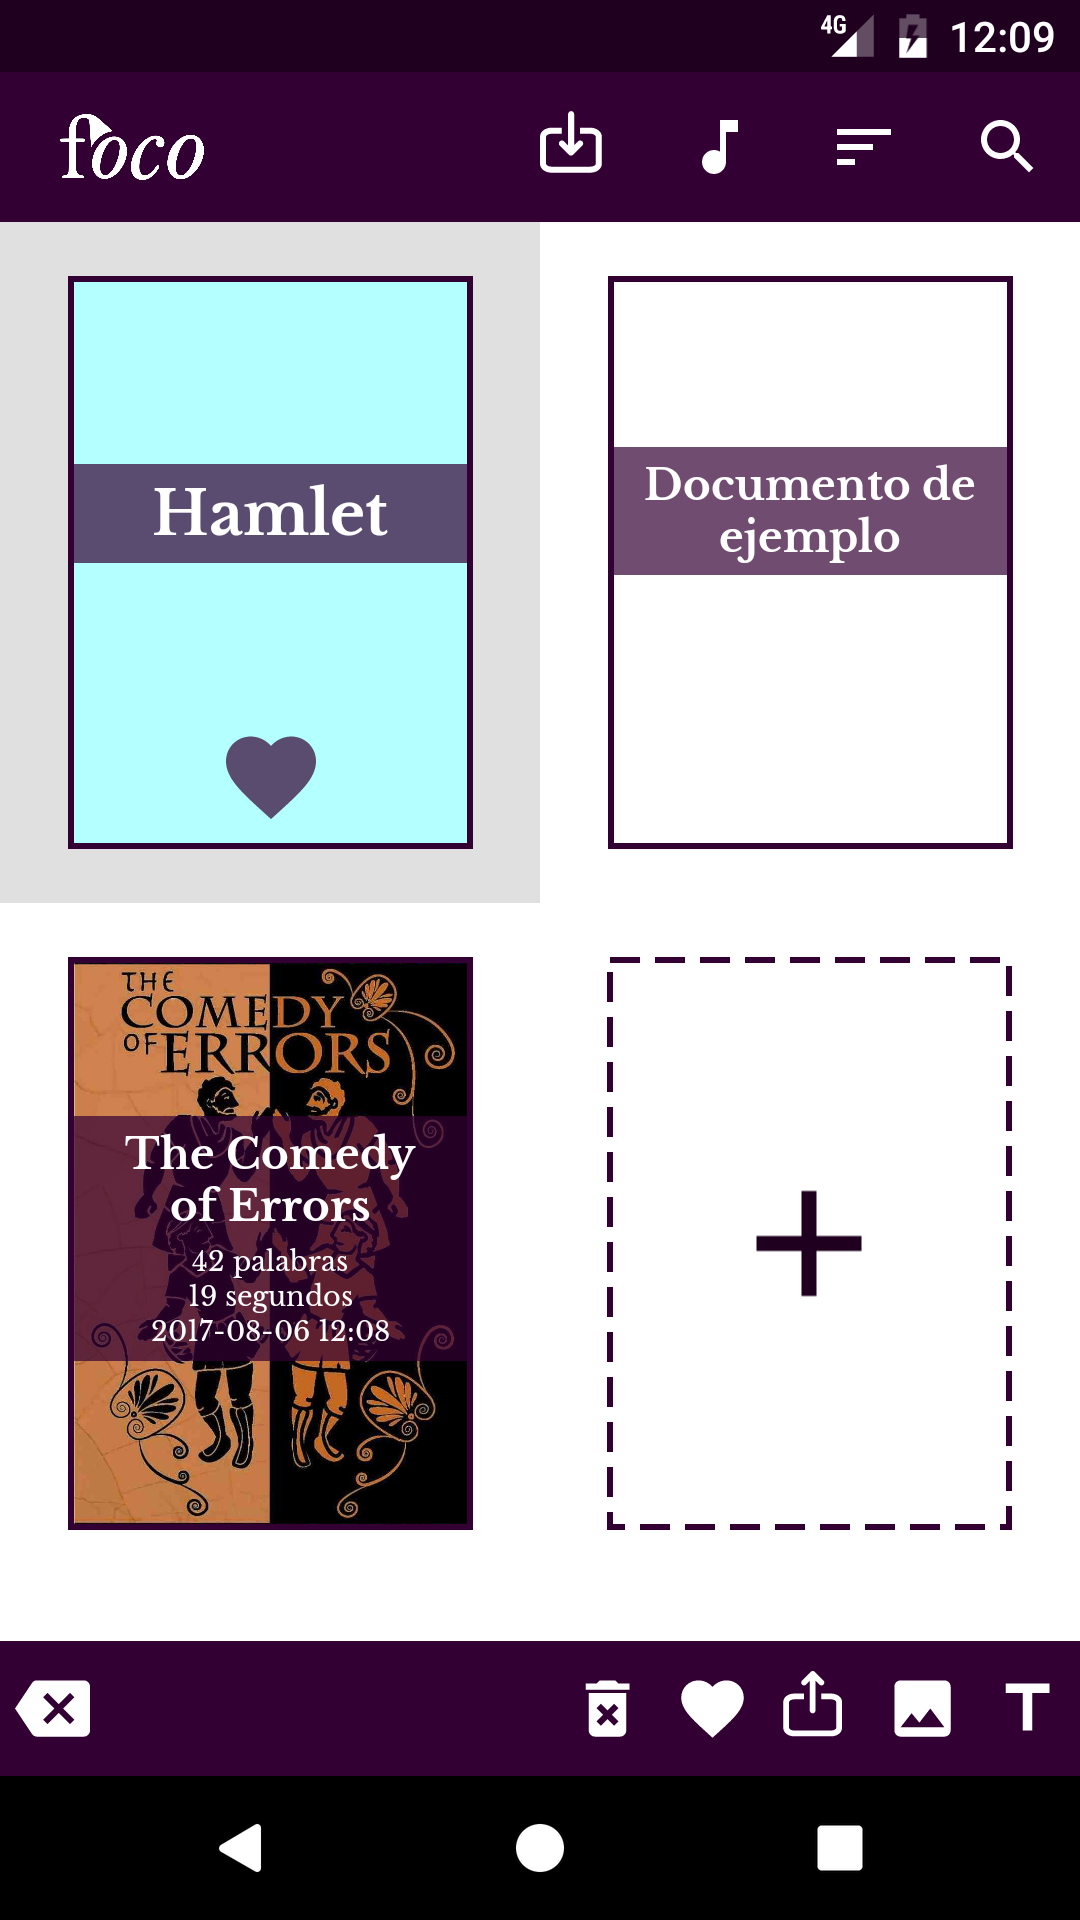 4G 12:09
foco
Hamlet
Documento de
ejemplo
THE
COMEDY
OF ERRORS
The Comedy
of Errors
42 palabras
19 segundos
2017-08-06 12:08
T